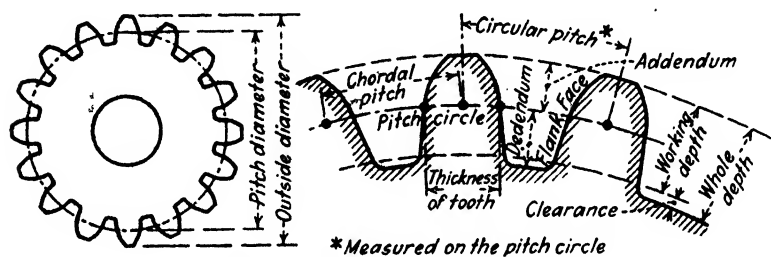 Pitch diameter
Outside diameter
Circular pitch*
Addendum
Chordal
pitch
Pitch circle
Dedendum
Flank
Face
Thickness
of tooth
Working
depth
Whole
depth
Clearance
*Measured on the pitch circle